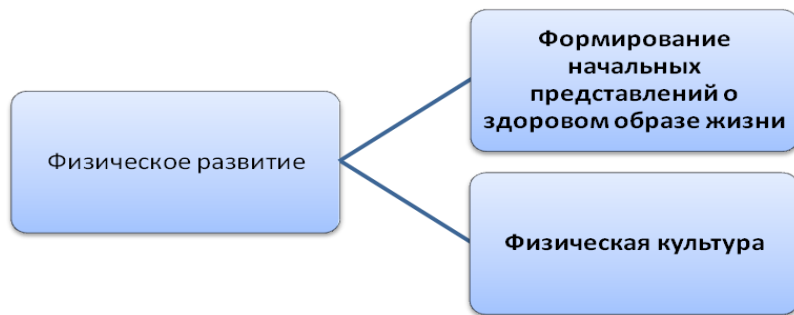 Физическое развитие
Формирование
начальных
представлений о
здоровом образе жизни
Физическая культура